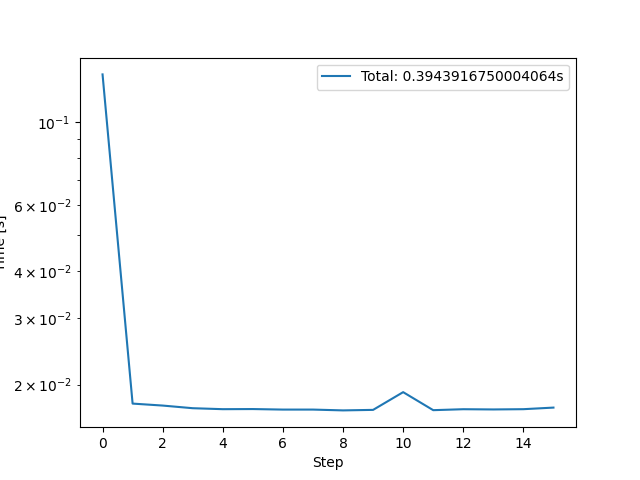 Total: 0.3943916750004064s
10⁻¹
6 × 10⁻²
4 × 10⁻²
3 × 10⁻²
2 × 10⁻²
0 2 4 6 8 10 12 14
Step